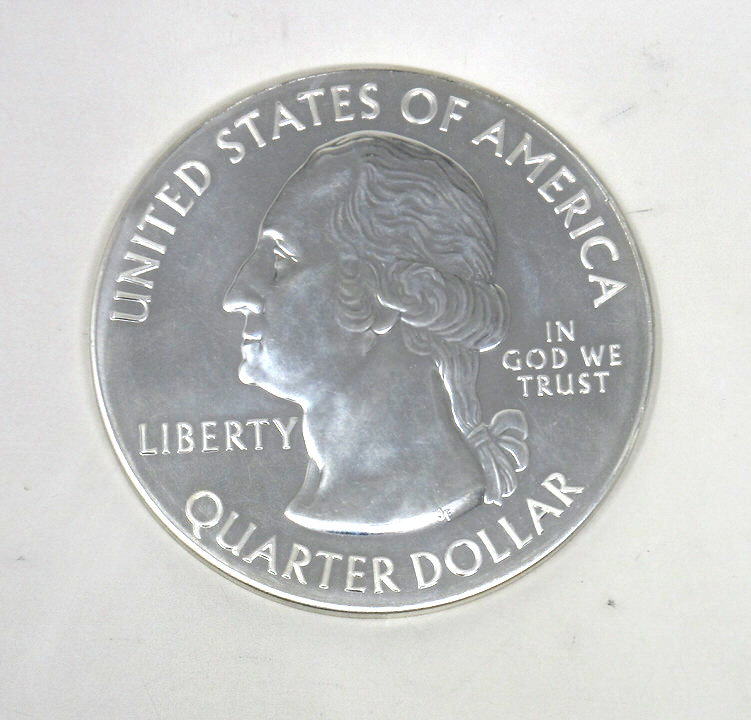 UNITED STATES OF AMERICA
IN
GOD WE
TRUST
LIBERTY
QUARTER DOLLAR